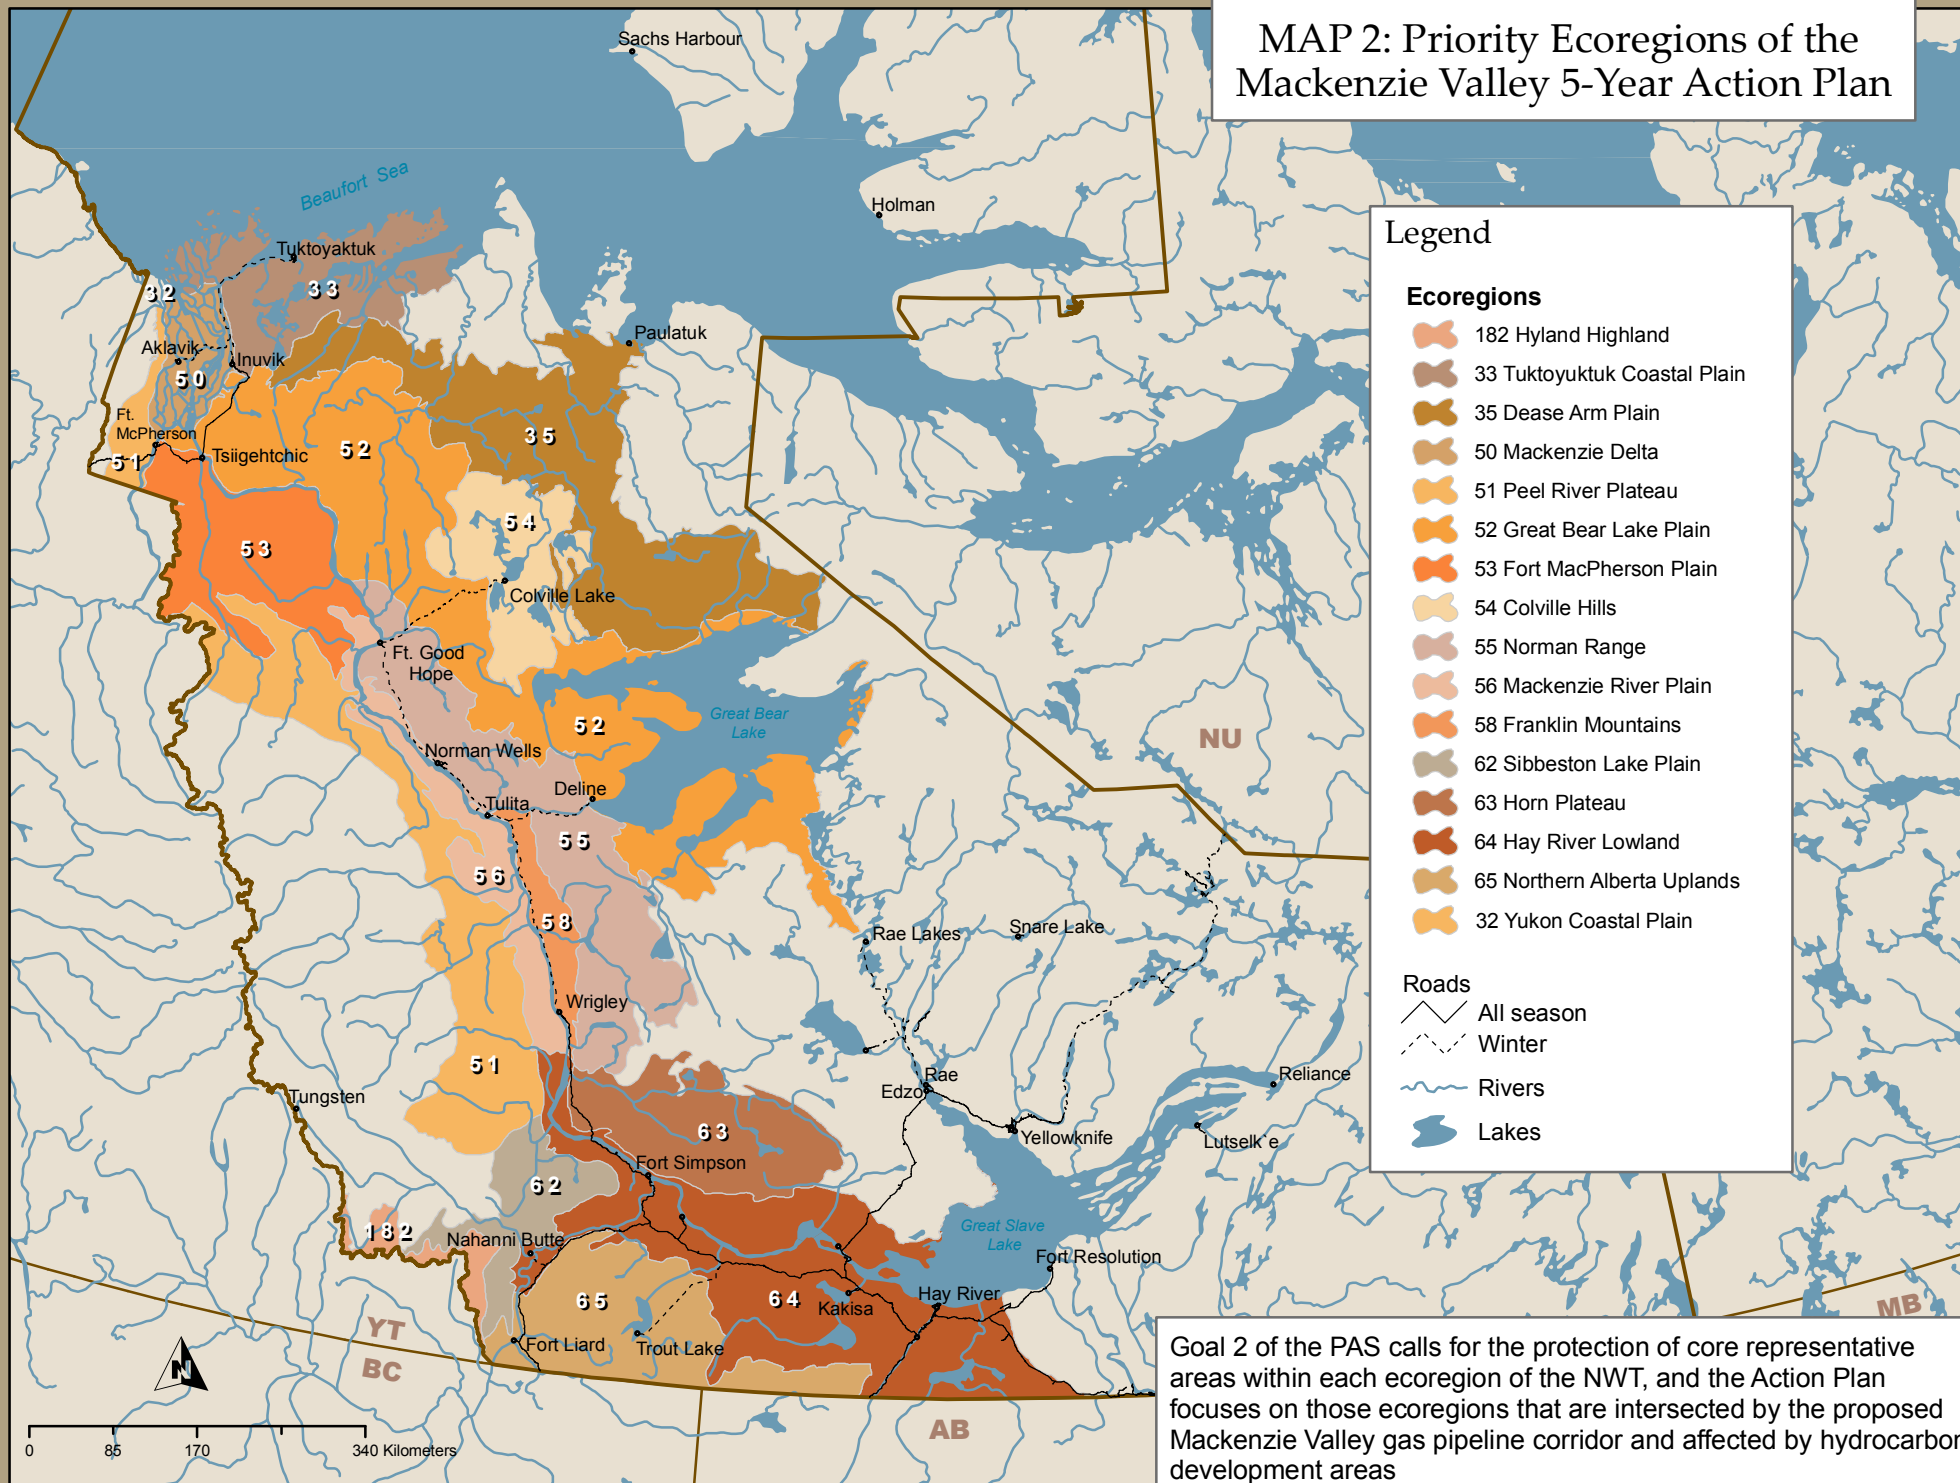 MAP 2: Priority Ecoregions of the
Mackenzie Valley 5-Year Action Plan
Sachs Harbour
Beaufort Sea
Holman
Tuktoyaktuk
32
33
Paulatuk
Aklavik
Inuvik
50
Ft.
McPherson
51
Tsiigehtchic
52
35
54
53
Colville Lake
Ft. Good
Hope
Great Bear
Lake
52
NU
Norman Wells
Deline
Tulita
55
56
58
Rae Lakes
Snare Lake
Wrigley
51
Tungsten
Rae
Edzo
Reliance
63
Yellowknife
Lutselk`e
Fort Simpson
62
182
Nahanni Butte
Great Slave
Lake
Fort Resolution
65
64
Kakisa
Hay River
Fort Liard
Trout Lake
YT
BC
AB
MB
N
0
85
170
340 Kilometers
Legend
Ecoregions
182 Hyland Highland
33 Tuktoyuktuk Coastal Plain
35 Dease Arm Plain
50 Mackenzie Delta
51 Peel River Plateau
52 Great Bear Lake Plain
53 Fort MacPherson Plain
54 Colville Hills
55 Norman Range
56 Mackenzie River Plain
58 Franklin Mountains
62 Sibbeston Lake Plain
63 Horn Plateau
64 Hay River Lowland
65 Northern Alberta Uplands
32 Yukon Coastal Plain
Roads
All season
Winter
Rivers
Lakes
Goal 2 of the PAS calls for the protection of core representative
areas within each ecoregion of the NWT, and the Action Plan
focuses on those ecoregions that are intersected by the proposed
Mackenzie Valley gas pipeline corridor and affected by hydrocarbon
development areas